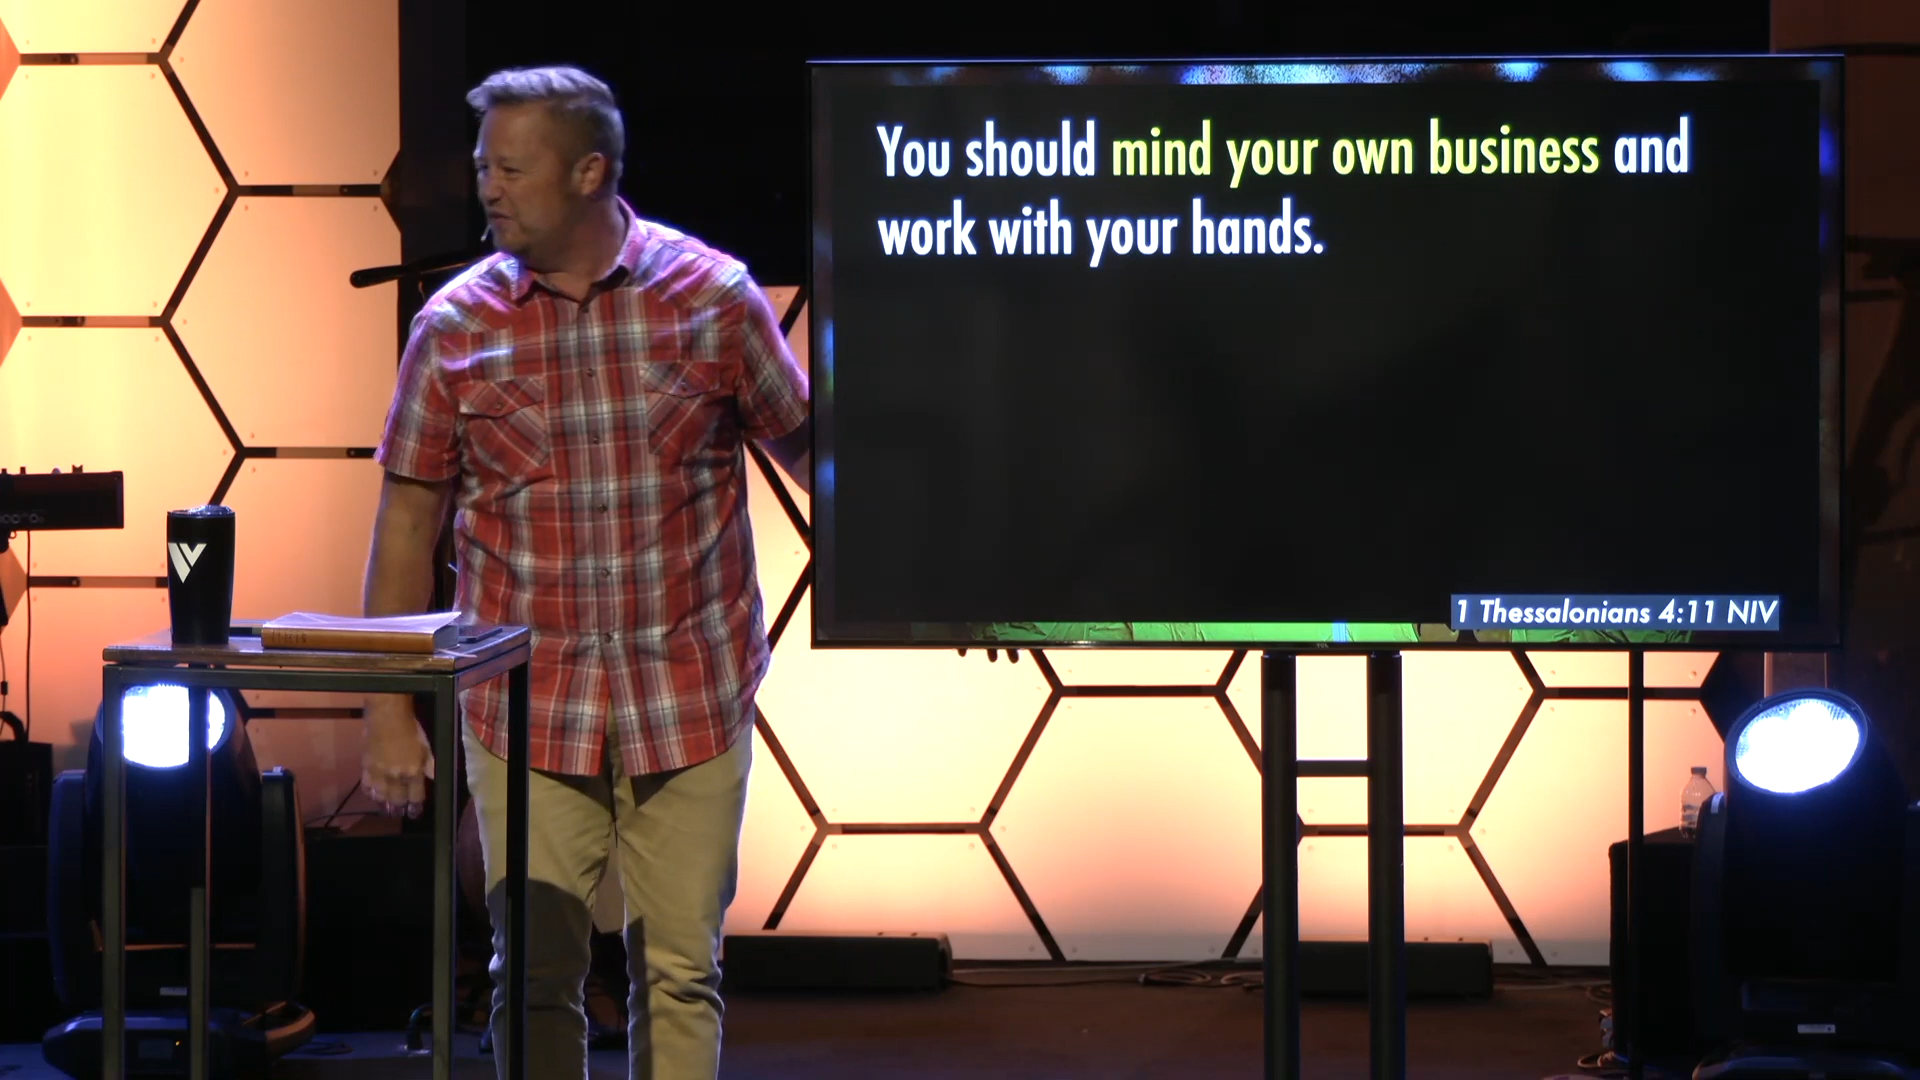 You should mind your own business and
work with your hands.
1 Thessalonians 4:11 NIV